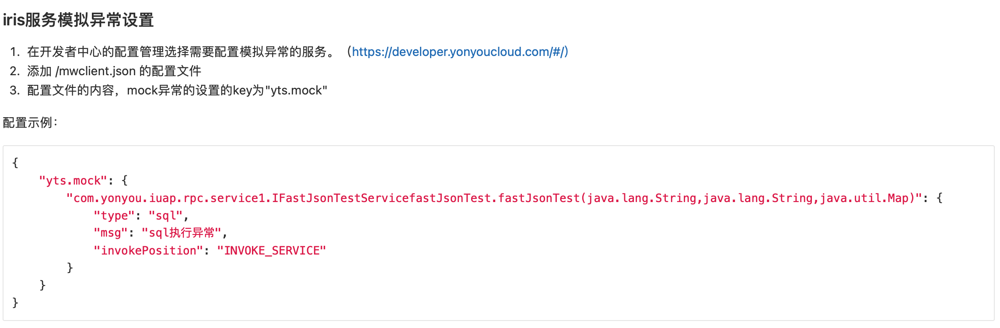 iris服务模拟异常设置
1. 在开发者中心的配置管理选择需要配置模拟异常的服务。（https://developer.yonyoucloud.com/#/)
2. 添加 /mwclient.json 的配置文件
3. 配置文件的内容，mock异常的设置的key为"yts.mock"
配置示例：
{
    "yts.mock": {
        "com.yonyou.iuap.rpc.service1.IFastJsonTestServicefastJsonTest.fastJsonTest(java.lang.String,java.lang.String,java.util.Map)": {
            "type": "sql",
            "msg": "sql执行异常",
            "invokePosition": "INVOKE_SERVICE"
        }
    }
}